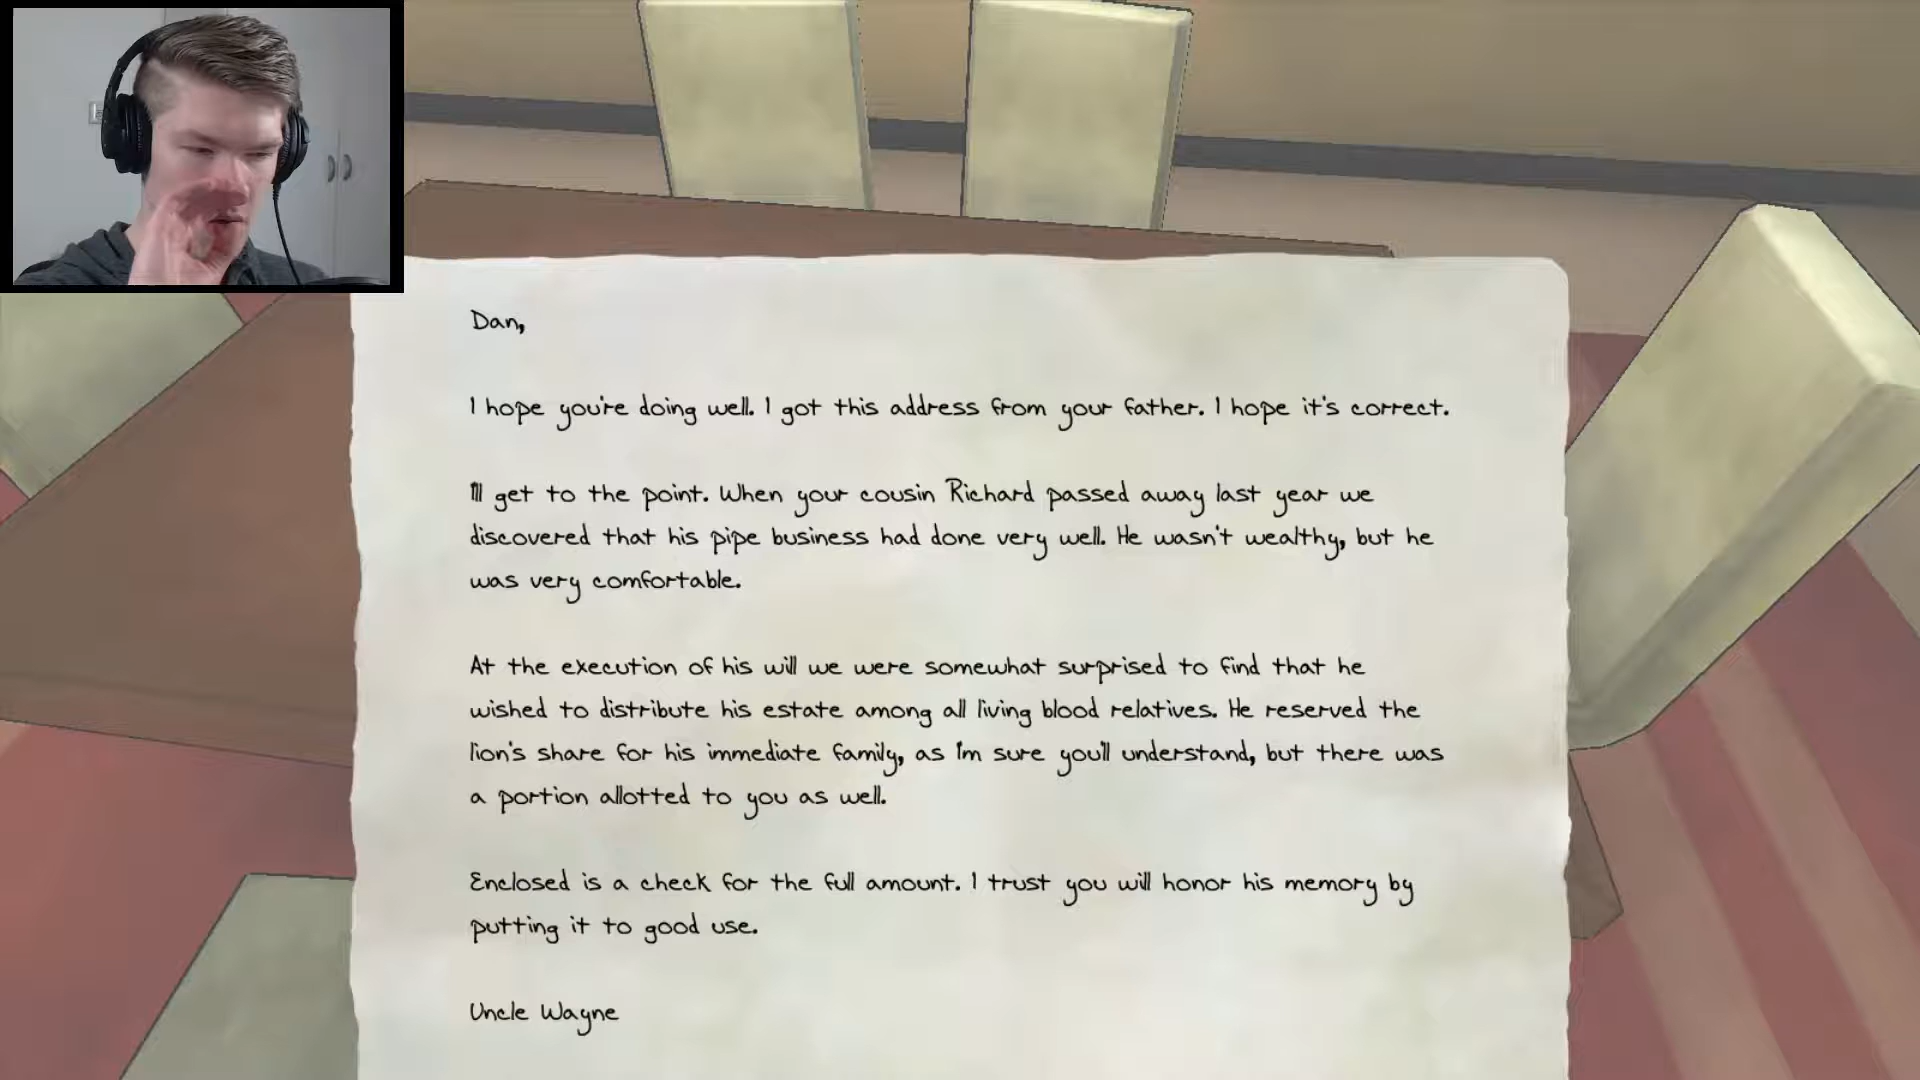 Dan,
I hope you're doing well. I got this address from your father. I hope it's correct.
I'll get to the point. When your cousin Richard passed away last year we
discovered that his pipe business had done very well. He wasn't wealthy, but he
was very comfortable.
At the execution of his will we were somewhat surprised to find that he
wished to distribute his estate among all living blood relatives. He reserved the
lion's share for his immediate family, as I'm sure you'll understand, but there was
a portion allotted to you as well.
Enclosed is a check for the full amount. I trust you will honor his memory by
putting it to good use.
Uncle Wayne